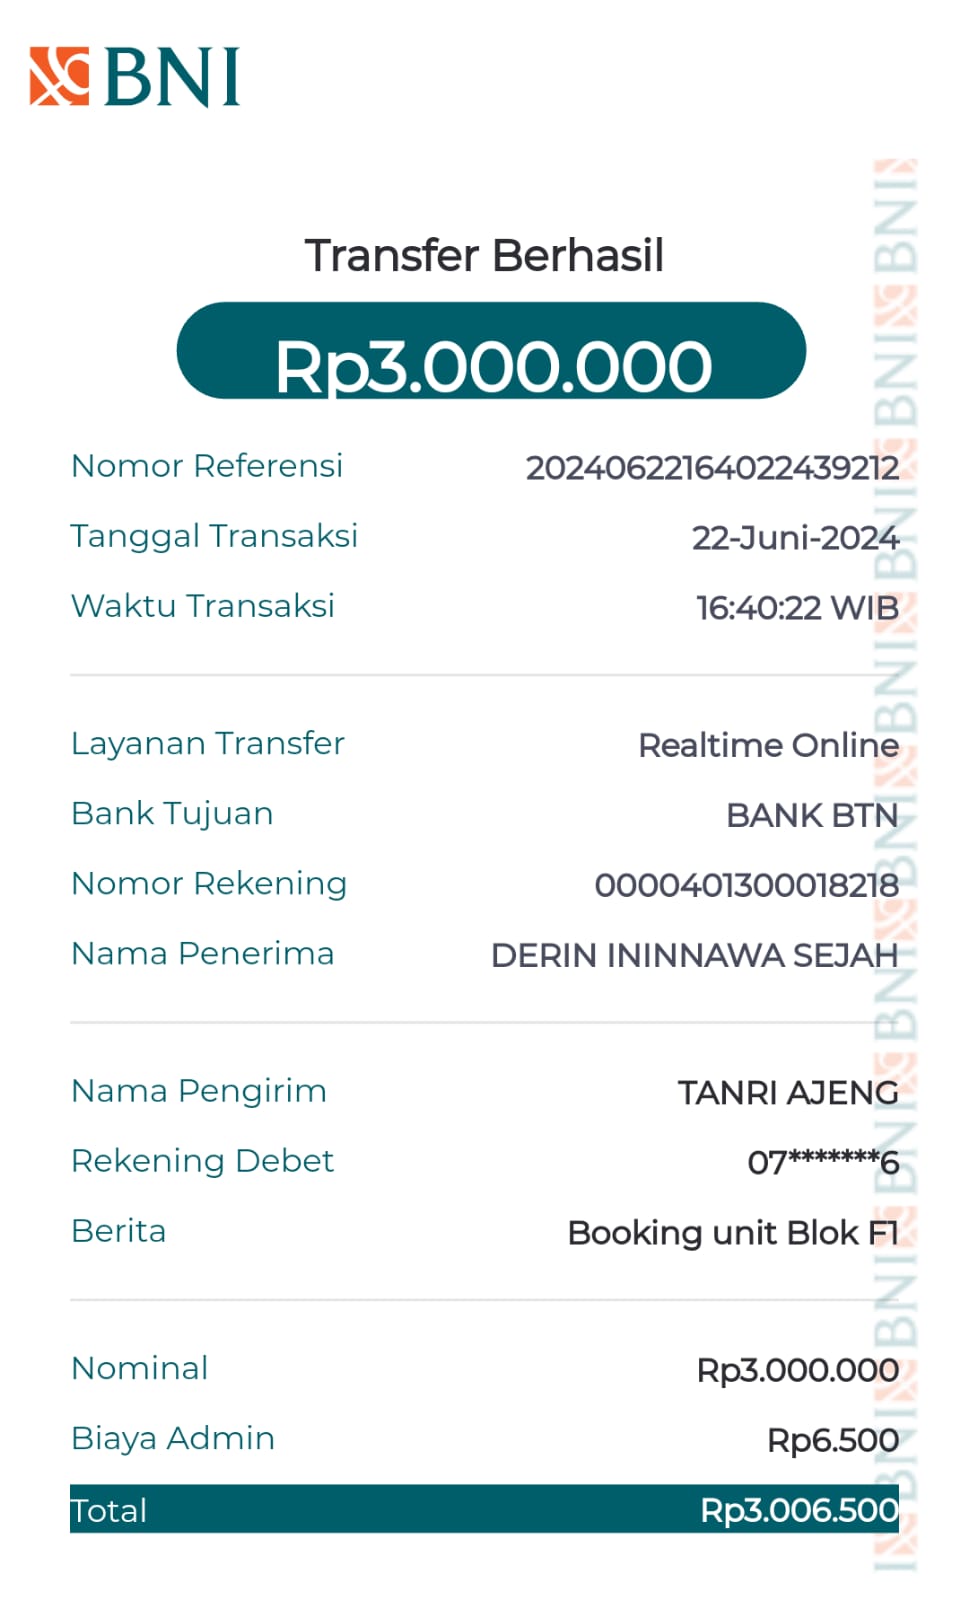 BNI
Transfer Berhasil
Rp3.000.000
Nomor Referensi 20240622164022439212
Tanggal Transaksi 22-Juni-2024
Waktu Transaksi 16:40:22 WIB
Layanan Transfer Realtime Online
Bank Tujuan BANK BTN
Nomor Rekening 0000401300018218
Nama Penerima DERIN ININNAWA SEJAH
Nama Pengirim TANRI AJENG
Rekening Debet 07*******6
Berita Booking unit Blok F1
Nominal Rp3.000.000
Biaya Admin Rp6.500
Total Rp3.006.500
BNI BNI BNI BNI BNI BNI BNI BNI BNI